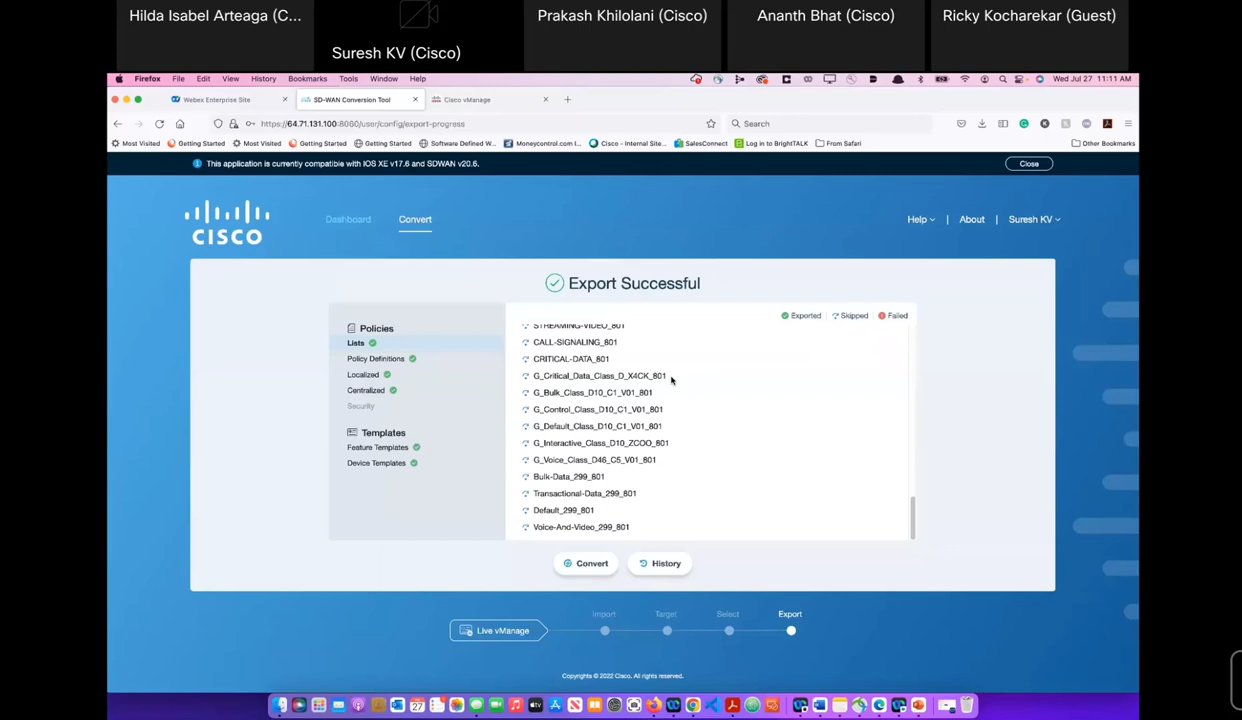 Hilda Isabel Arteaga (C...
Suresh KV (Cisco)
Prakash Khilolani (Cisco)
Ananth Bhat (Cisco)
Ricky Kocharekar (Guest)
Firefox File Edit View History Bookmarks Tools Window Help
Wed Jul 27 11:11 AM
Webex Enterprise Site
SD-WAN Conversion Tool
Cisco vManage
https://64.71.131.100:8060/user/config/export-progress
Search
Most Visited
Getting Started
Most Visited
Getting Started
Getting Started
Software Defined W...
Moneycontrol.com I...
Cisco - Internal Site...
SalesConnect
Log in to BrightTALK
From Safari
Other Bookmarks
This application is currently compatible with IOS XE v17.6 and SDWAN v20.6.
Close
CISCO
Dashboard
Convert
Help
About
Suresh KV
Export Successful
Policies
Lists
Policy Definitions
Localized
Centralized
Security
Templates
Feature Templates
Device Templates
Exported
Skipped
Failed
STREAMING-VIDEO_801
CALL-SIGNALING_801
CRITICAL-DATA_801
G_Critical_Data_Class_D_X4CK_801
G_Bulk_Class_D10_C1_V01_801
G_Control_Class_D10_C1_V01_801
G_Default_Class_D10_C1_V01_801
G_Interactive_Class_D10_ZCOO_801
G_Voice_Class_D46_C5_V01_801
Bulk-Data_299_801
Transactional-Data_299_801
Default_299_801
Voice-And-Video_299_801
Convert
History
Live vManage
Import
Target
Select
Export
Copyrights © 2022 Cisco. All rights reserved.